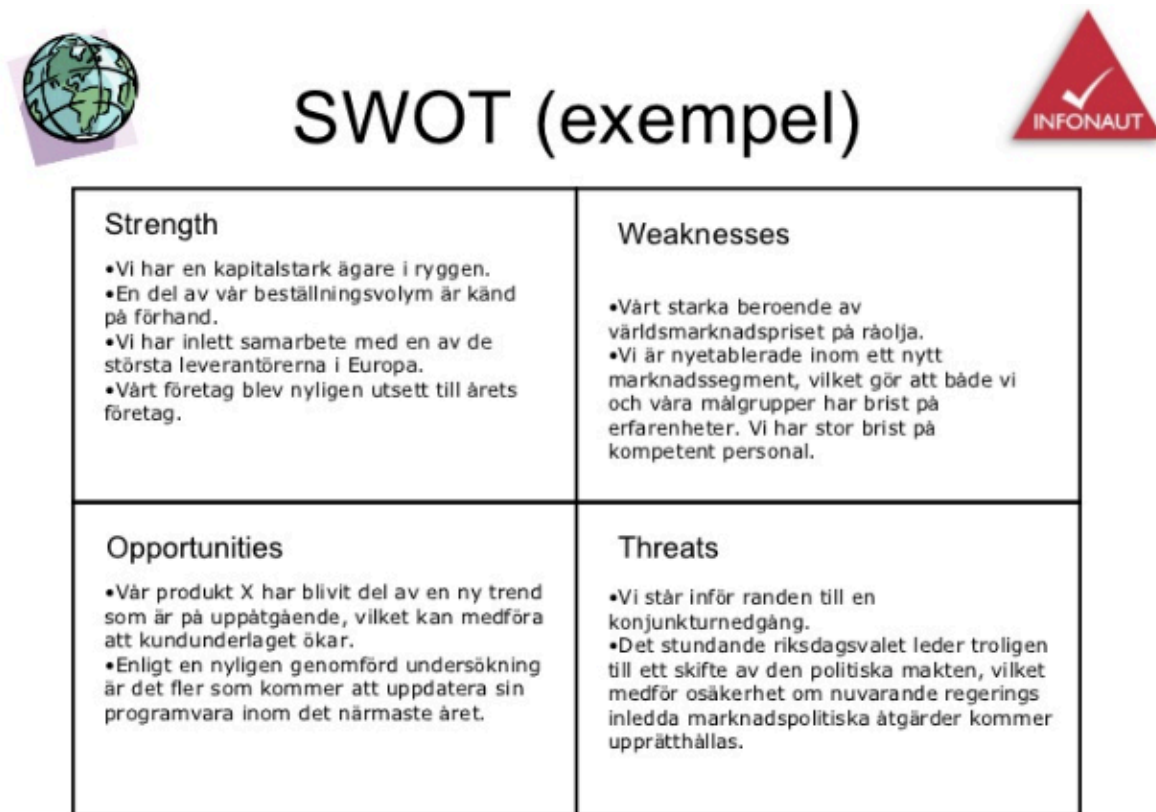 SWOT (exempel)
INFONAUT
Strength
•Vi har en kapitalstark ägare i ryggen.
•En del av vår beställningsvolym är känd
på förhand.
•Vi har inlett samarbete med en av de
största leverantörerna i Europa.
•Vårt företag blev nyligen utsett till årets
företag.
Weaknesses
•Vårt starka beroende av
världsmarknadspriset på råolja.
•Vi är nyetablerade inom ett nytt
marknadssegment, vilket gör att både vi
och våra målgrupper har brist på
erfarenheter. Vi har stor brist på
kompetent personal.
Opportunities
•Vår produkt X har blivit del av en ny trend
som är på uppåtgående, vilket kan medföra
att kundunderlaget ökar.
•Enligt en nyligen genomförd undersökning
är det fler som kommer att uppdatera sin
programvara inom det närmaste året.
Threats
•Vi står inför randen till en
konjunkturnedgång.
•Det stundande riksdagsvalet leder troligen
till ett skifte av den politiska makten, vilket
medför osäkerhet om nuvarande regerings
inledda marknadspolitiska åtgärder kommer
upprätthållas.